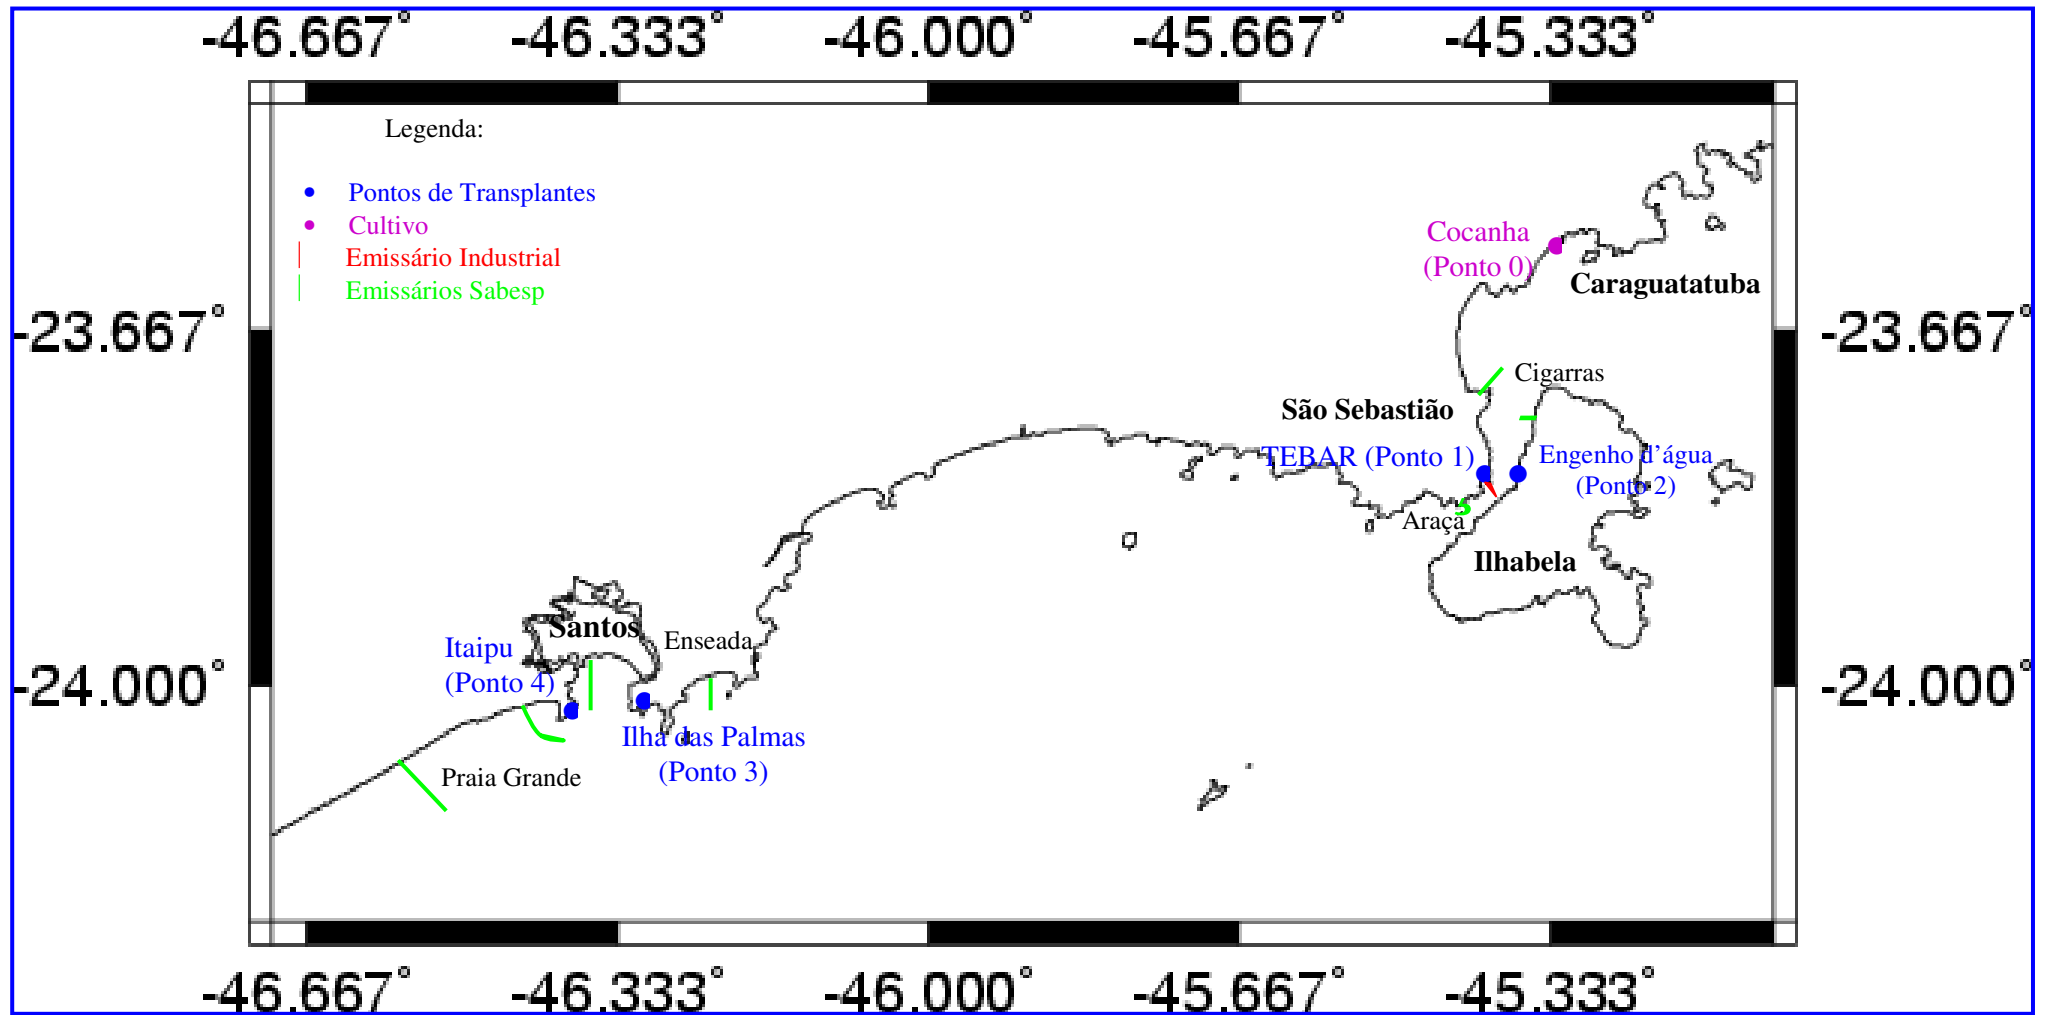 -46.667° -46.333° -46.000° -45.667° -45.333°
Legenda:
Pontos de Transplantes
Cultivo
Emissário Industrial
Emissários Sabesp
Cocanha
(Ponto 0)
Caraguatatuba
-23.667° -23.667°
Cigarras
São Sebastião
TEBAR (Ponto 1)
Engenho d'água
(Ponto 2)
Araçá
Ilhabela
Santos
Enseada
Itaipu
(Ponto 4)
-24.000° -24.000°
Ilha das Palmas
(Ponto 3)
Praia Grande
-46.667° -46.333° -46.000° -45.667° -45.333°